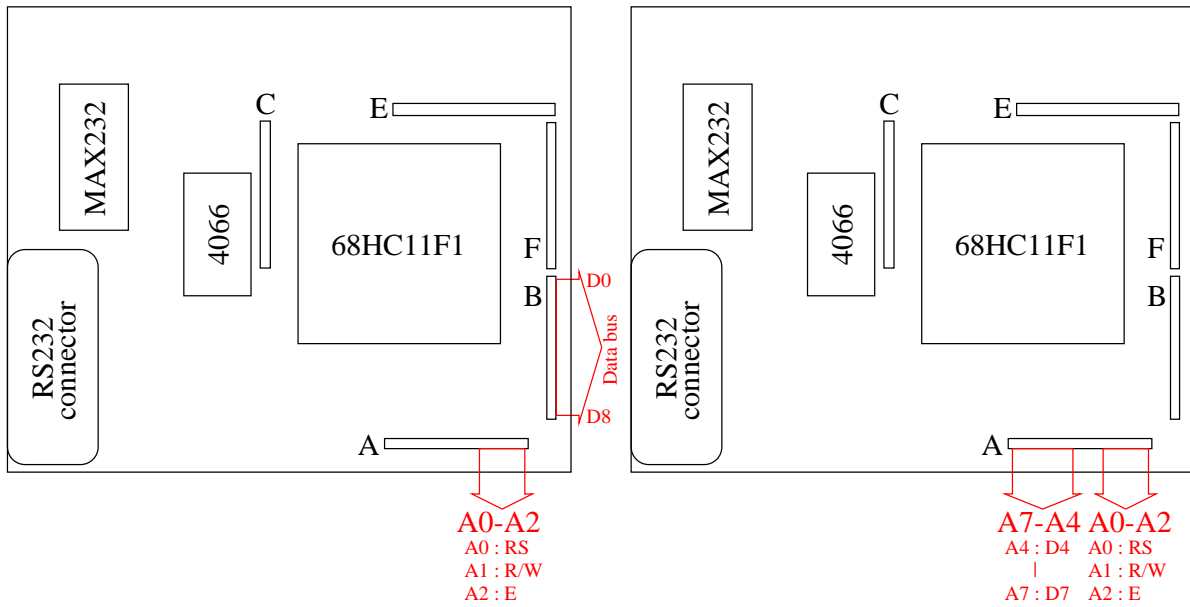 C
E
MAX232
4066
68HC11F1
F
D0
B
Data bus
RS232
connector
D8
A
A0-A2
A0 : RS
A1 : R/W
A2 : E
C
E
MAX232
4066
68HC11F1
F
B
RS232
connector
A
A7-A4 A0-A2
A4 : D4 A0 : RS
| A1 : R/W
A7 : D7 A2 : E